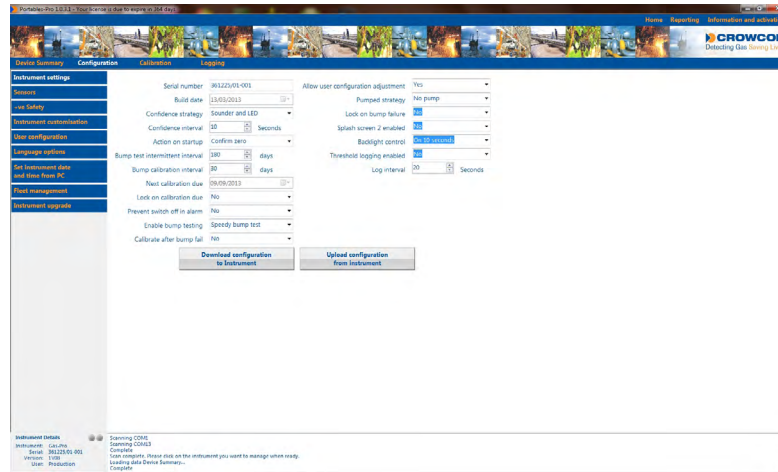 Portables-Pro 1.0.3.1 - Your license is due to expire in 364 days
Home Reporting Information and activati
CROWCON
Detecting Gas Saving Liv
Device Summary Configuration Calibration Logging
Instrument settings
Sensors
-ve Safety
Instrument customisation
User configuration
Language options
Set Instrument date
and time from PC
Fleet management
Instrument upgrade
Serial number 361225/01-001
Build date 13/03/2013
Confidence strategy Sounder and LED
Confidence interval 10 Seconds
Action on startup Confirm zero
Bump test intermittent interval 180 days
Bump calibration interval 30 days
Next calibration due 09/09/2013
Lock on calibration due No
Prevent switch off in alarm No
Enable bump testing Speedy bump test
Calibrate after bump fail No
Allow user configuration adjustment Yes
Pumped strategy No pump
Lock on bump failure No
Splash screen 2 enabled No
Backlight control On 10 seconds
Threshold logging enabled No
Log interval 20 Seconds
Download configuration
to Instrument
Upload configuration
from instrument
Instrument Details
Instrument: Gas-Pro
Serial: 361225/01-001
Version: 1V00
User: Production
Scanning COM1
Scanning COM13
Complete
Scan complete. Please click on the instrument you want to manage when ready.
Loading data Device Summary...
Complete